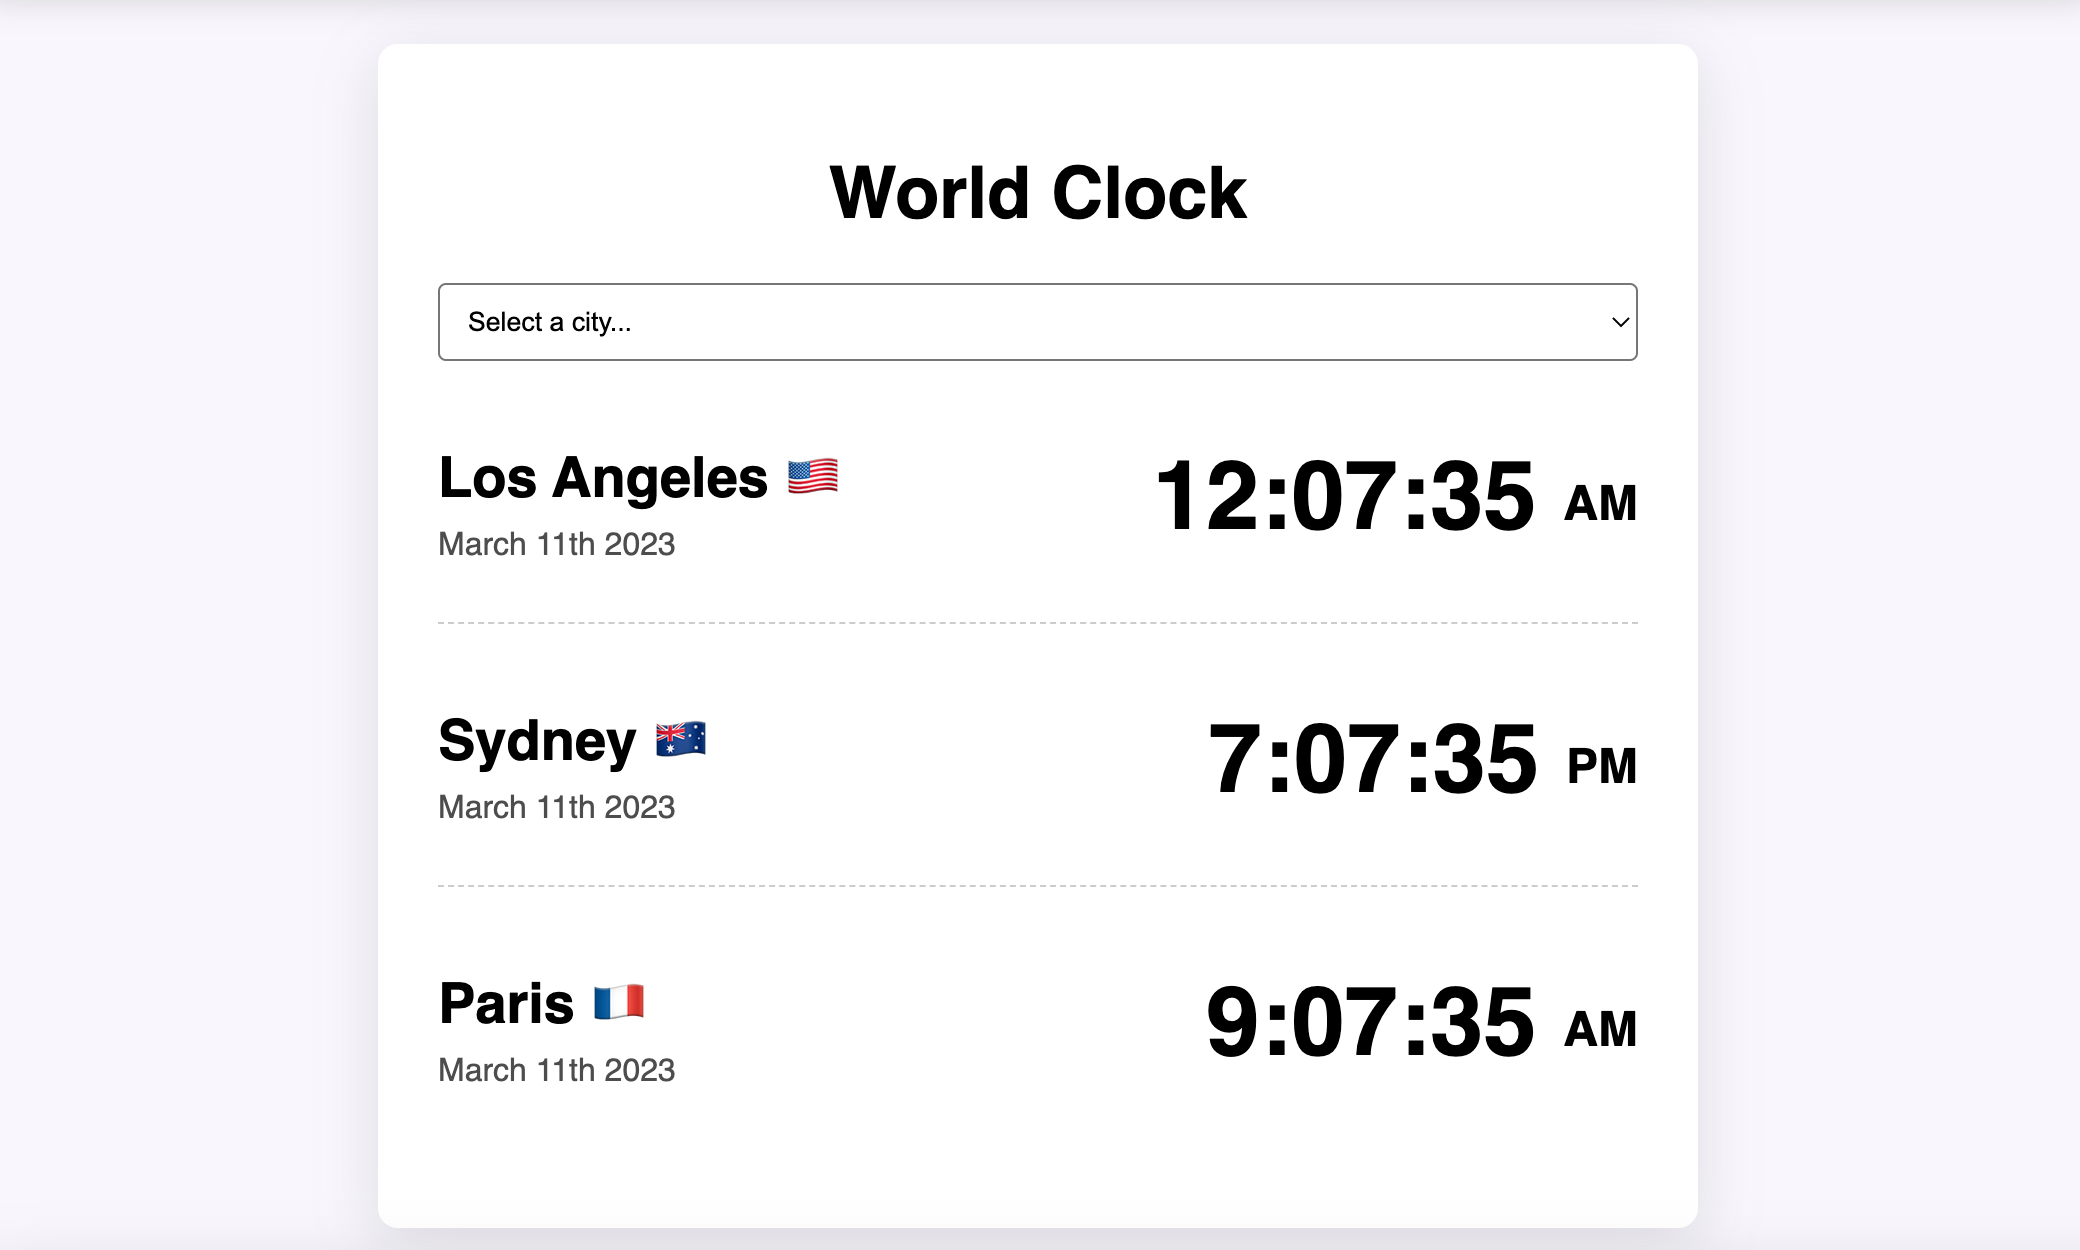 World Clock
Select a city...
Los Angeles 🇺🇸
12:07:35 AM
March 11th 2023
Sydney 🇦🇺
7:07:35 PM
March 11th 2023
Paris 🇫🇷
9:07:35 AM
March 11th 2023